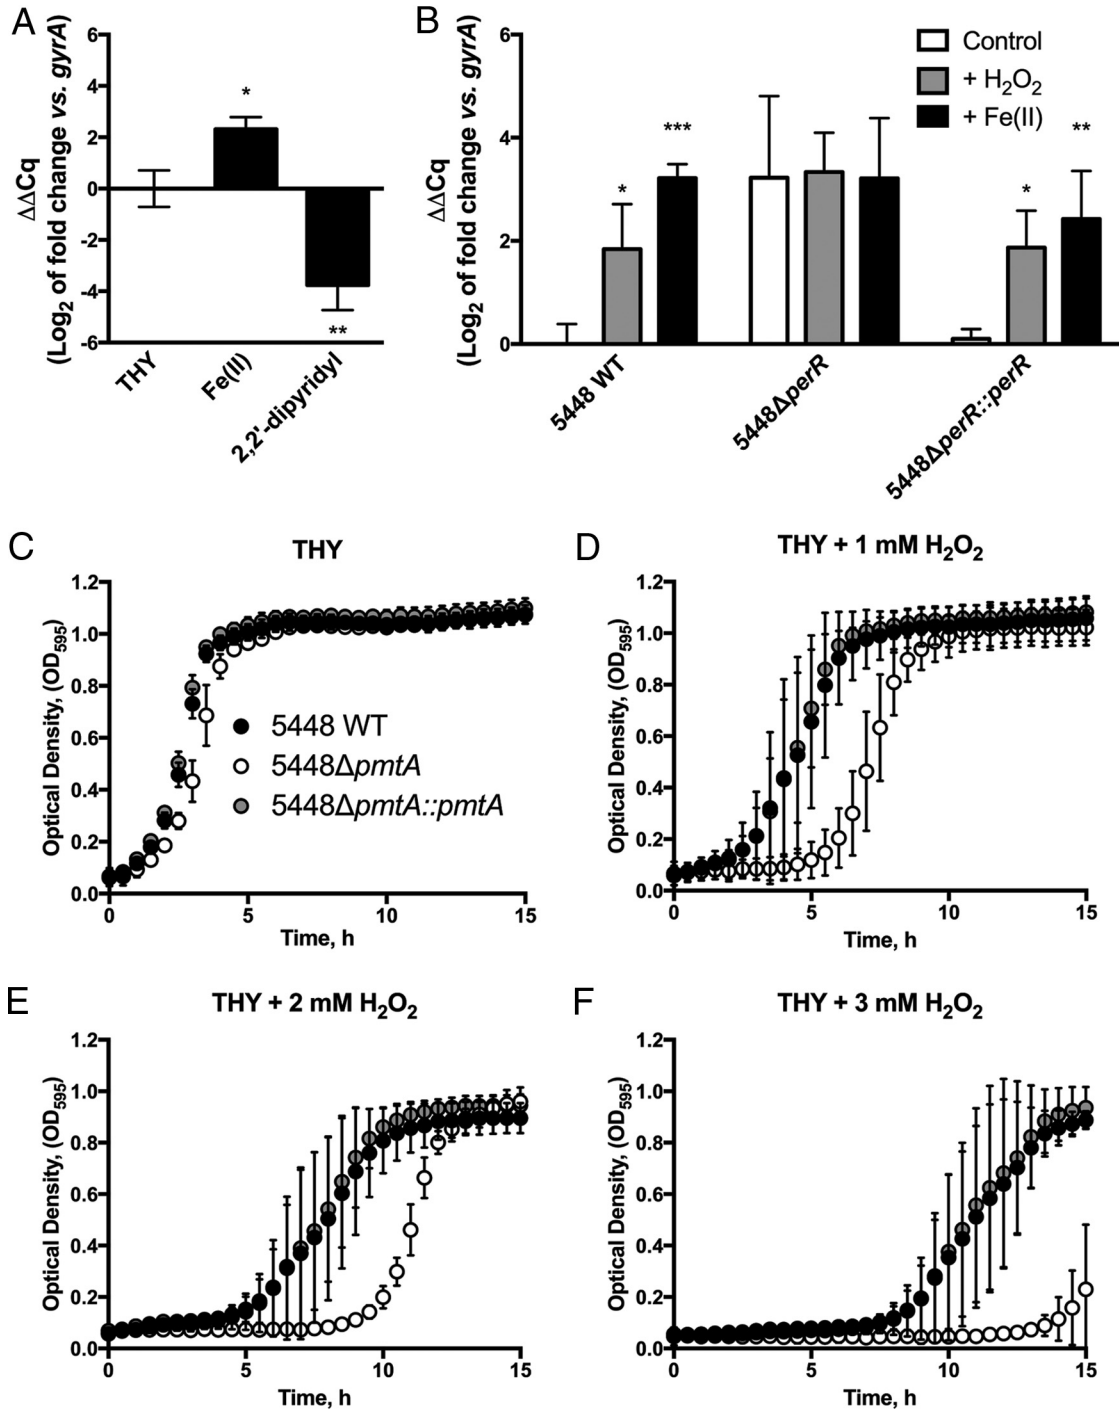 A
ΔΔCq
(Log₂ of fold change vs. gyrA)
6
4
2
0
-2
-4
-6
*
**
THY
Fe(II)
2,2'-dipyridyl
B
ΔΔCq
(Log₂ of fold change vs. gyrA)
6
4
2
0
Control
+ H₂O₂
+ Fe(II)
*
***
*
**
5448 WT
5448ΔperR
5448ΔperR::perR
C
THY
Optical Density, (OD₅₉₅)
1.2
1.0
0.8
0.6
0.4
0.2
0.0
5448 WT
5448ΔpmtA
5448ΔpmtA::pmtA
0 5 10 15
Time, h
D
THY + 1 mM H₂O₂
Optical Density, (OD₅₉₅)
1.2
1.0
0.8
0.6
0.4
0.2
0.0
0 5 10 15
Time, h
E
THY + 2 mM H₂O₂
Optical Density, (OD₅₉₅)
1.2
1.0
0.8
0.6
0.4
0.2
0.0
0 5 10 15
Time, h
F
THY + 3 mM H₂O₂
Optical Density, (OD₅₉₅)
1.2
1.0
0.8
0.6
0.4
0.2
0.0
0 5 10 15
Time, h